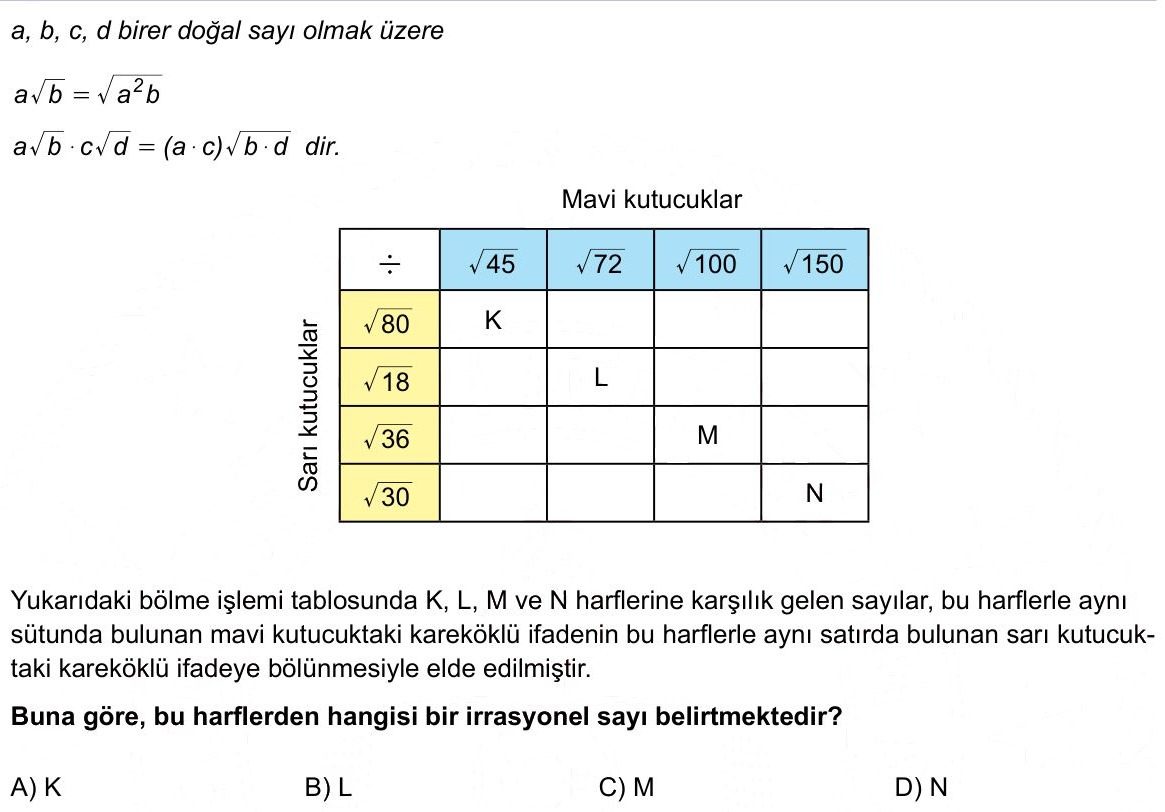 a, b, c, d birer doğal sayı olmak üzere
a√b = √a²b
a√b · c√d = (a · c)√b · d dir.
Mavi kutucuklar
÷ √45 √72 √100 √150
Sarı kutucuklar
√80 K
√18 L
√36 M
√30 N
Yukarıdaki bölme işlemi tablosunda K, L, M ve N harflerine karşılık gelen sayılar, bu harflerle aynı
sütunda bulunan mavi kutucuktaki kareköklü ifadenin bu harflerle aynı satırda bulunan sarı kutucuk-
taki kareköklü ifadeye bölünmesiyle elde edilmiştir.
Buna göre, bu harflerden hangisi bir irrasyonel sayı belirtmektedir?
A) K B) L C) M D) N